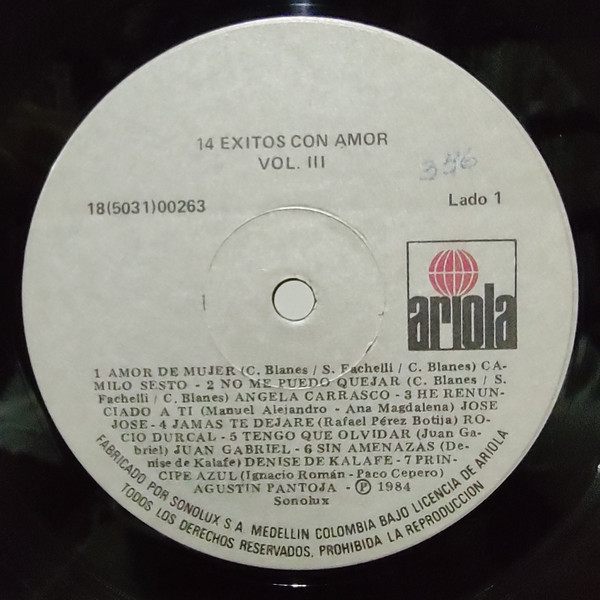 14 EXITOS CON AMOR
VOL. III
356
18(5031)00263
Lado 1
ariola
1 AMOR DE MUJER (C. Blanes / S. Fachelli / C. Blanes) CA-
MILO SESTO - 2 NO ME PUEDO QUEJAR (C. Blanes / S.
Fachelli / C. Blanes) ANGELA CARRASCO - 3 HE RENUN-
CIADO A TI (Manuel Alejandro - Ana Magdalena) JOSE
JOSE - 4 JAMAS TE DEJARE (Rafael Pérez Botija) RO-
CIO DURCAL - 5 TENGO QUE OLVIDAR (Juan Ga-
briel) JUAN GABRIEL - 6 SIN AMENAZAS (De-
nise de Kalafe) DENISE DE KALAFE - 7 PRIN-
CIPE AZUL (Ignacio Román - Paco Cepero)
AGUSTIN PANTOJA - Ⓟ 1984
Sonolux
FABRICADO POR SONOLUX S A MEDELLIN COLOMBIA BAJO LICENCIA DE ARIOLA
TODOS LOS DERECHOS RESERVADOS, PROHIBIDA LA REPRODUCCION